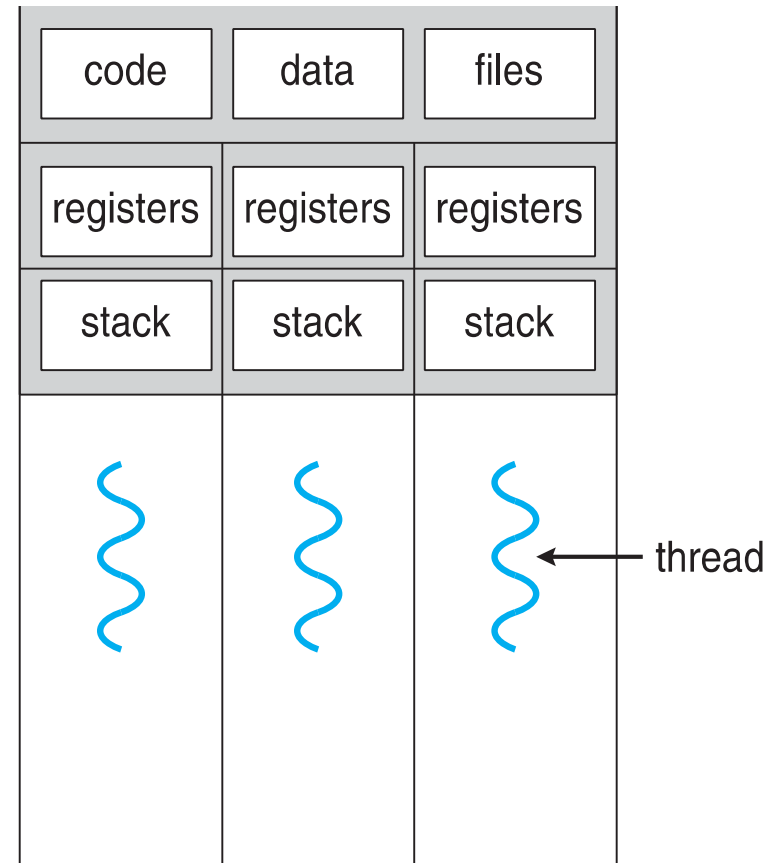 code data files
registers registers registers
stack stack stack
thread